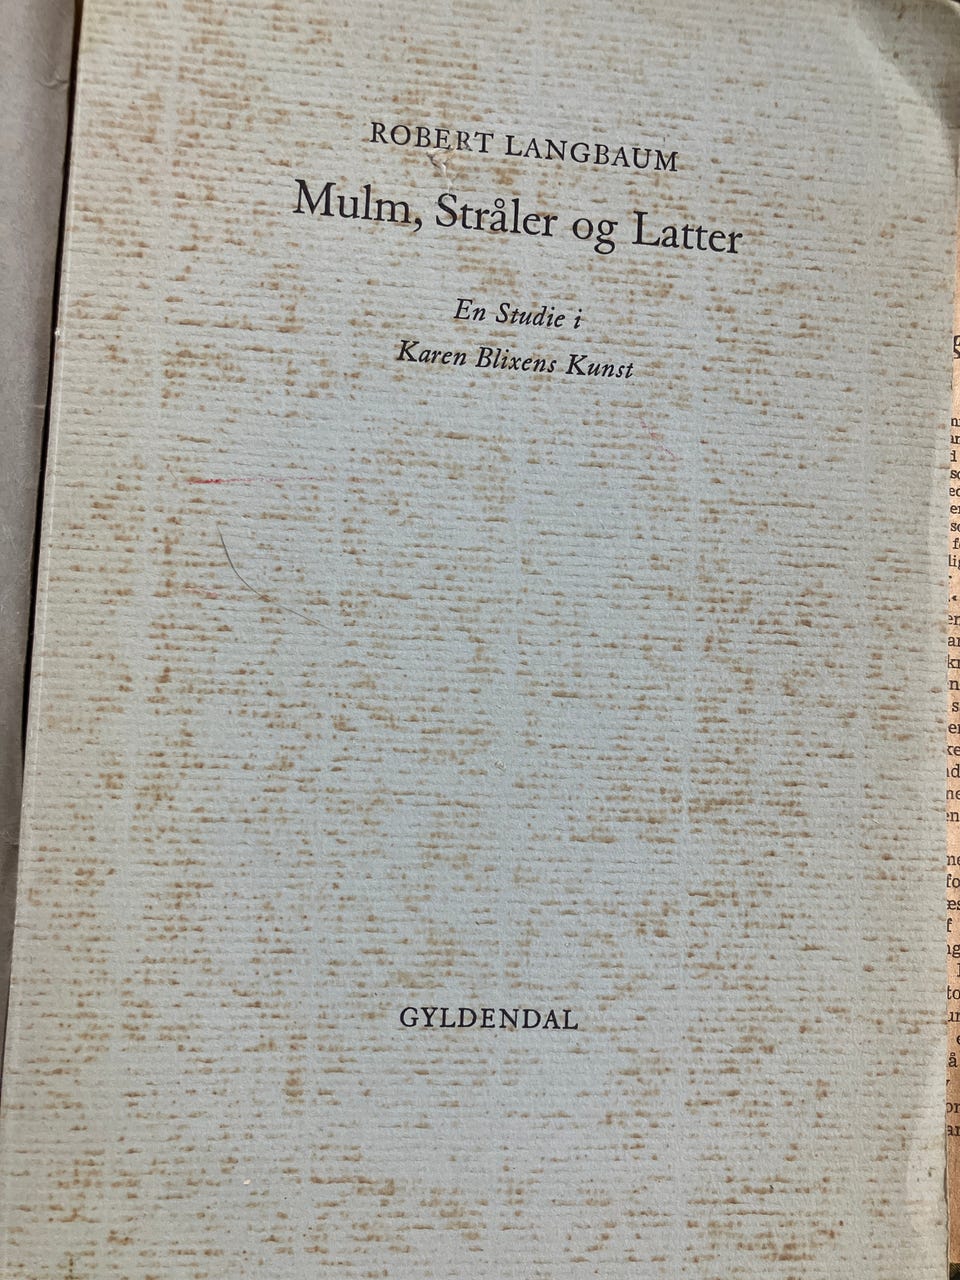 ROBERT LANGBAUM
Mulm, Stråler og Latter
En Studie i
Karen Blixens Kunst
GYLDENDAL